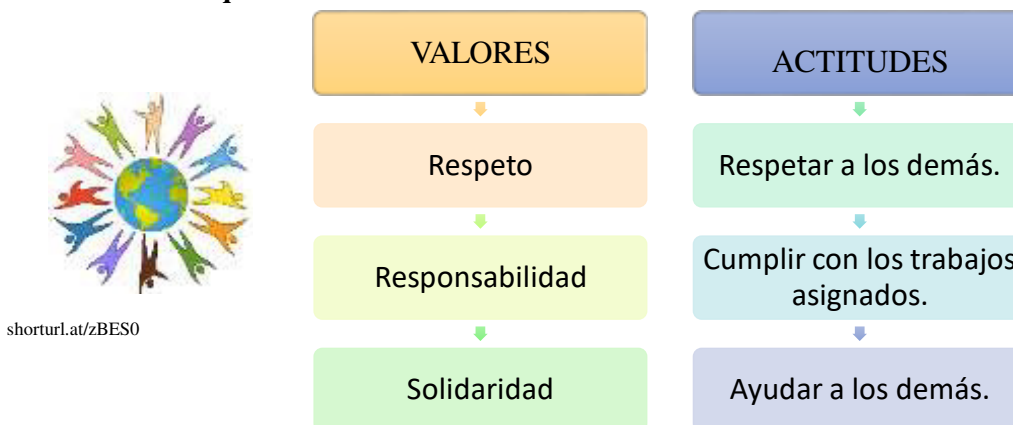 VALORES
Respeto
Responsabilidad
Solidaridad
ACTITUDES
Respetar a los demás.
Cumplir con los trabajos
asignados.
Ayudar a los demás.
shorturl.at/zBES0